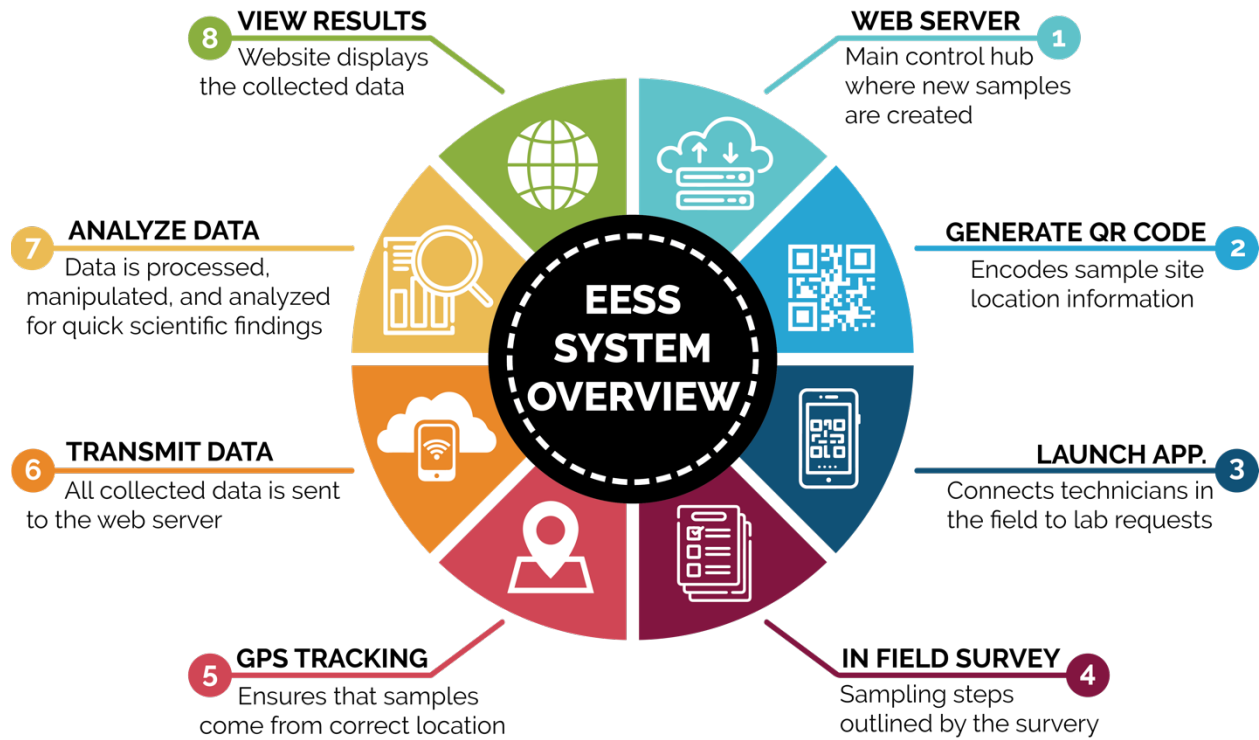 EESS
SYSTEM
OVERVIEW
WEB SERVER
1
Main control hub
where new samples
are created
GENERATE QR CODE
2
Encodes sample site
location information
LAUNCH APP.
3
Connects technicians in
the field to lab requests
IN FIELD SURVEY
4
Sampling steps
outlined by the survery
5
GPS TRACKING
Ensures that samples
come from correct location
6
TRANSMIT DATA
All collected data is sent
to the web server
7
ANALYZE DATA
Data is processed,
manipulated, and analyzed
for quick scientific findings
8
VIEW RESULTS
Website displays
the collected data